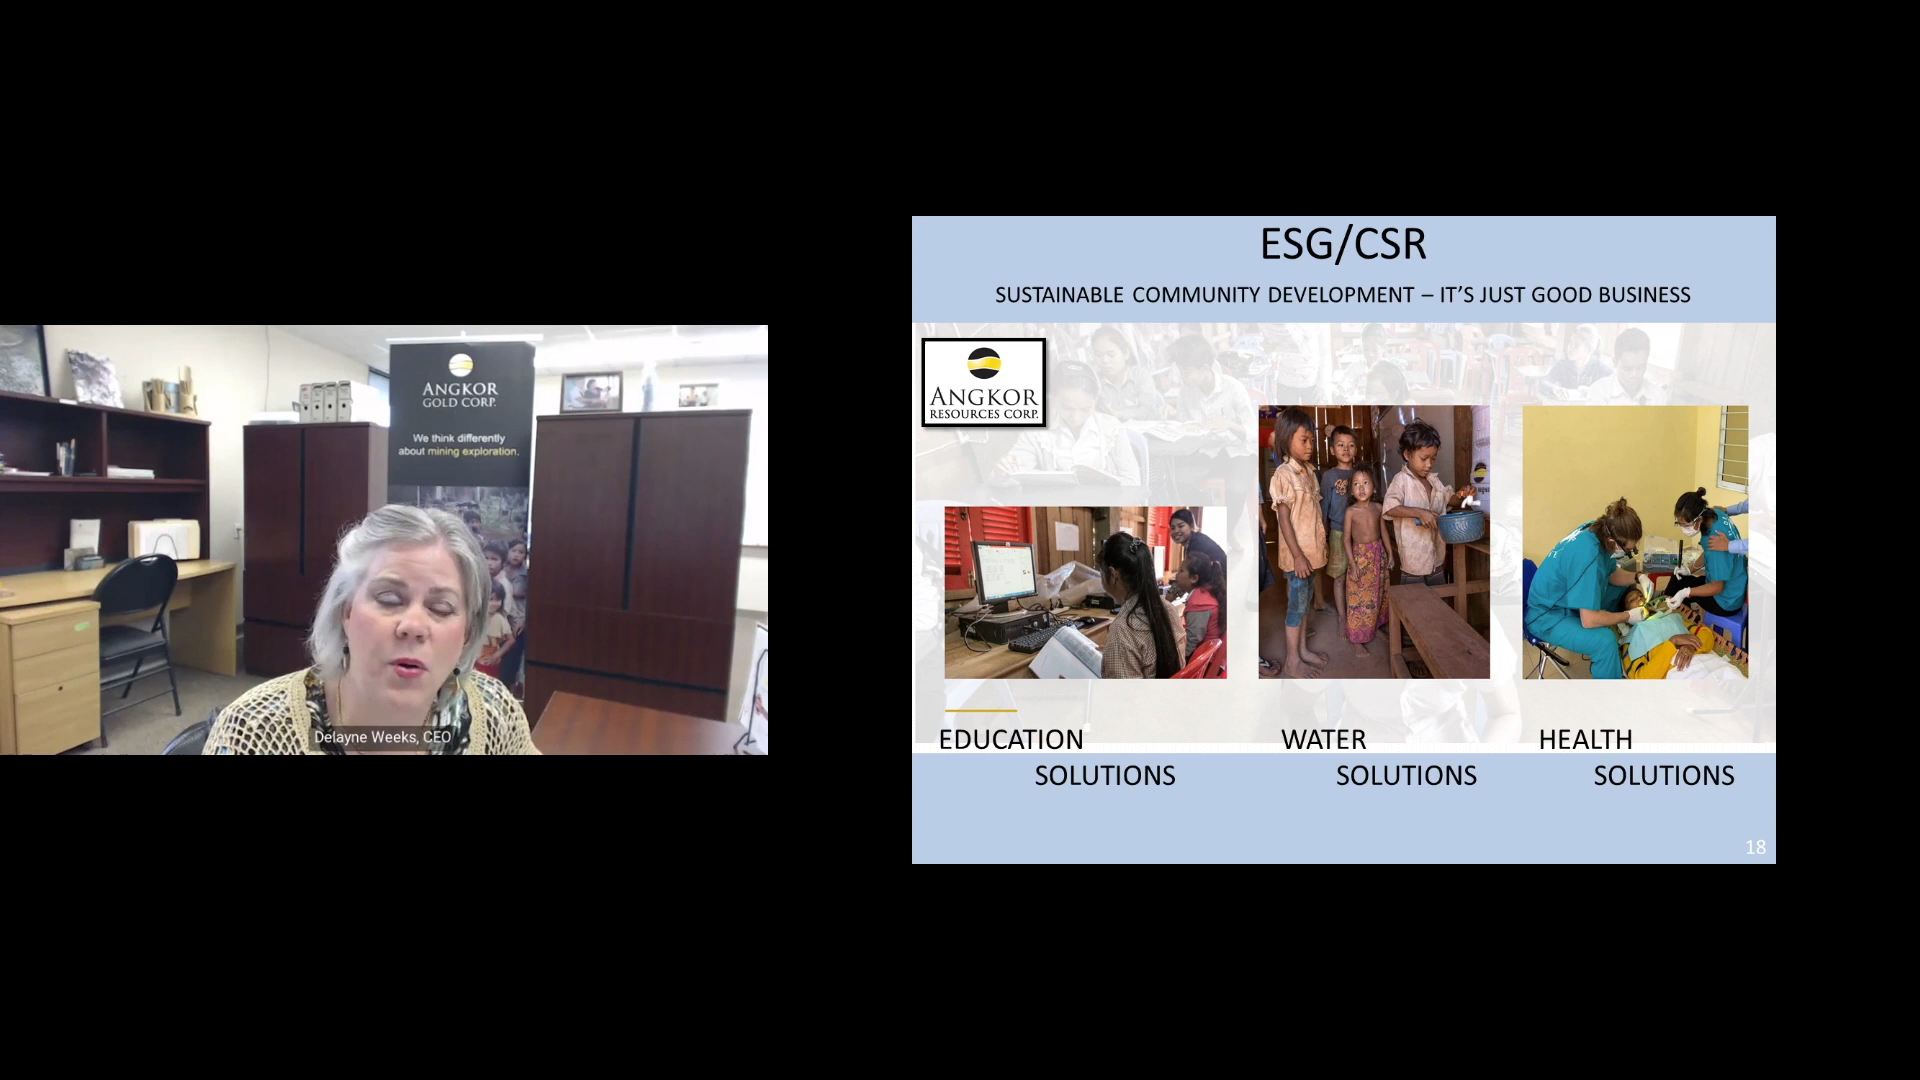 ANGKOR
GOLD CORP.
We think differently
about mining exploration.
Delayne Weeks, CEO
ESG/CSR
SUSTAINABLE COMMUNITY DEVELOPMENT – IT’S JUST GOOD BUSINESS
ANGKOR
RESOURCES CORP.
EDUCATION
SOLUTIONS
WATER
SOLUTIONS
HEALTH
SOLUTIONS
18